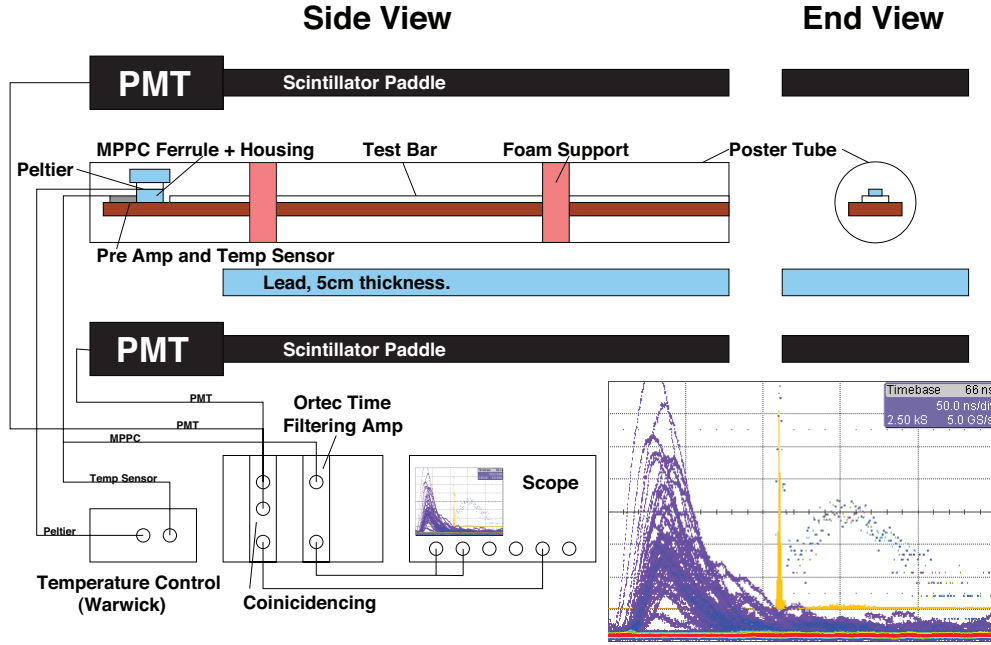 Side View
End View
PMT
Scintillator Paddle
MPPC Ferrule + Housing
Test Bar
Foam Support
Poster Tube
Peltier
Pre Amp and Temp Sensor
Lead, 5cm thickness.
PMT
Scintillator Paddle
PMT
PMT
MPPC
Temp Sensor
Peltier
Ortec Time
Filtering Amp
Scope
Temperature Control
(Warwick)
Coinicidencing
Timebase 66 ns
50.0 ns/di
2.50 kS 5.0 GS/s